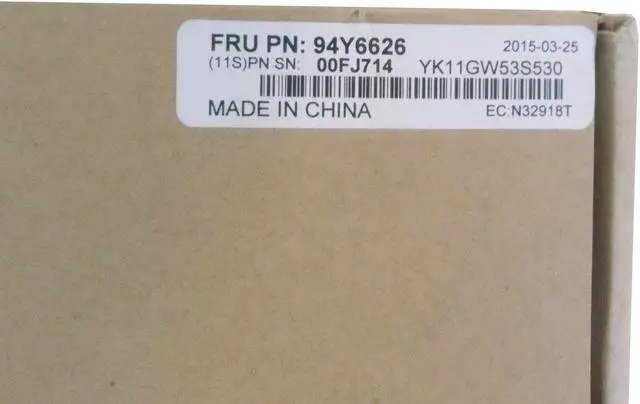 FRU PN: 94Y6626 2015-03-25
(11S)PN SN: 00FJ714 YK11GW53S530
MADE IN CHINA EC:N32918T